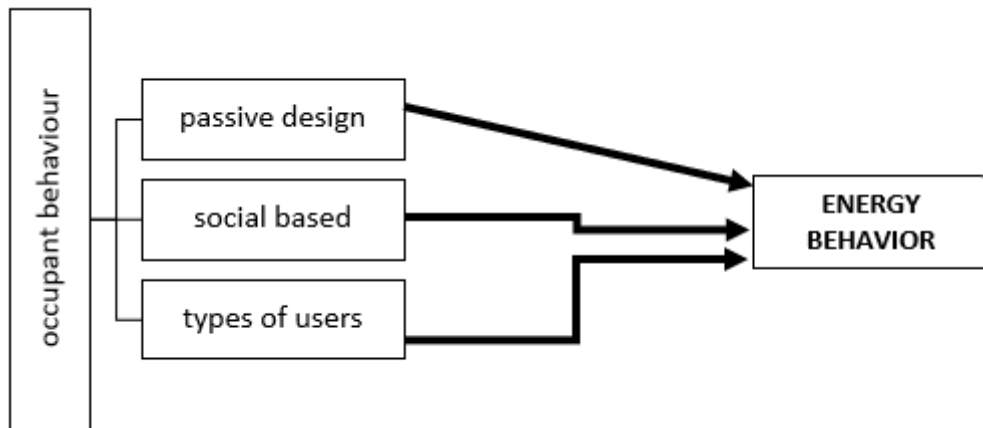 occupant behaviour
passive design
social based
types of users
ENERGY
BEHAVIOR